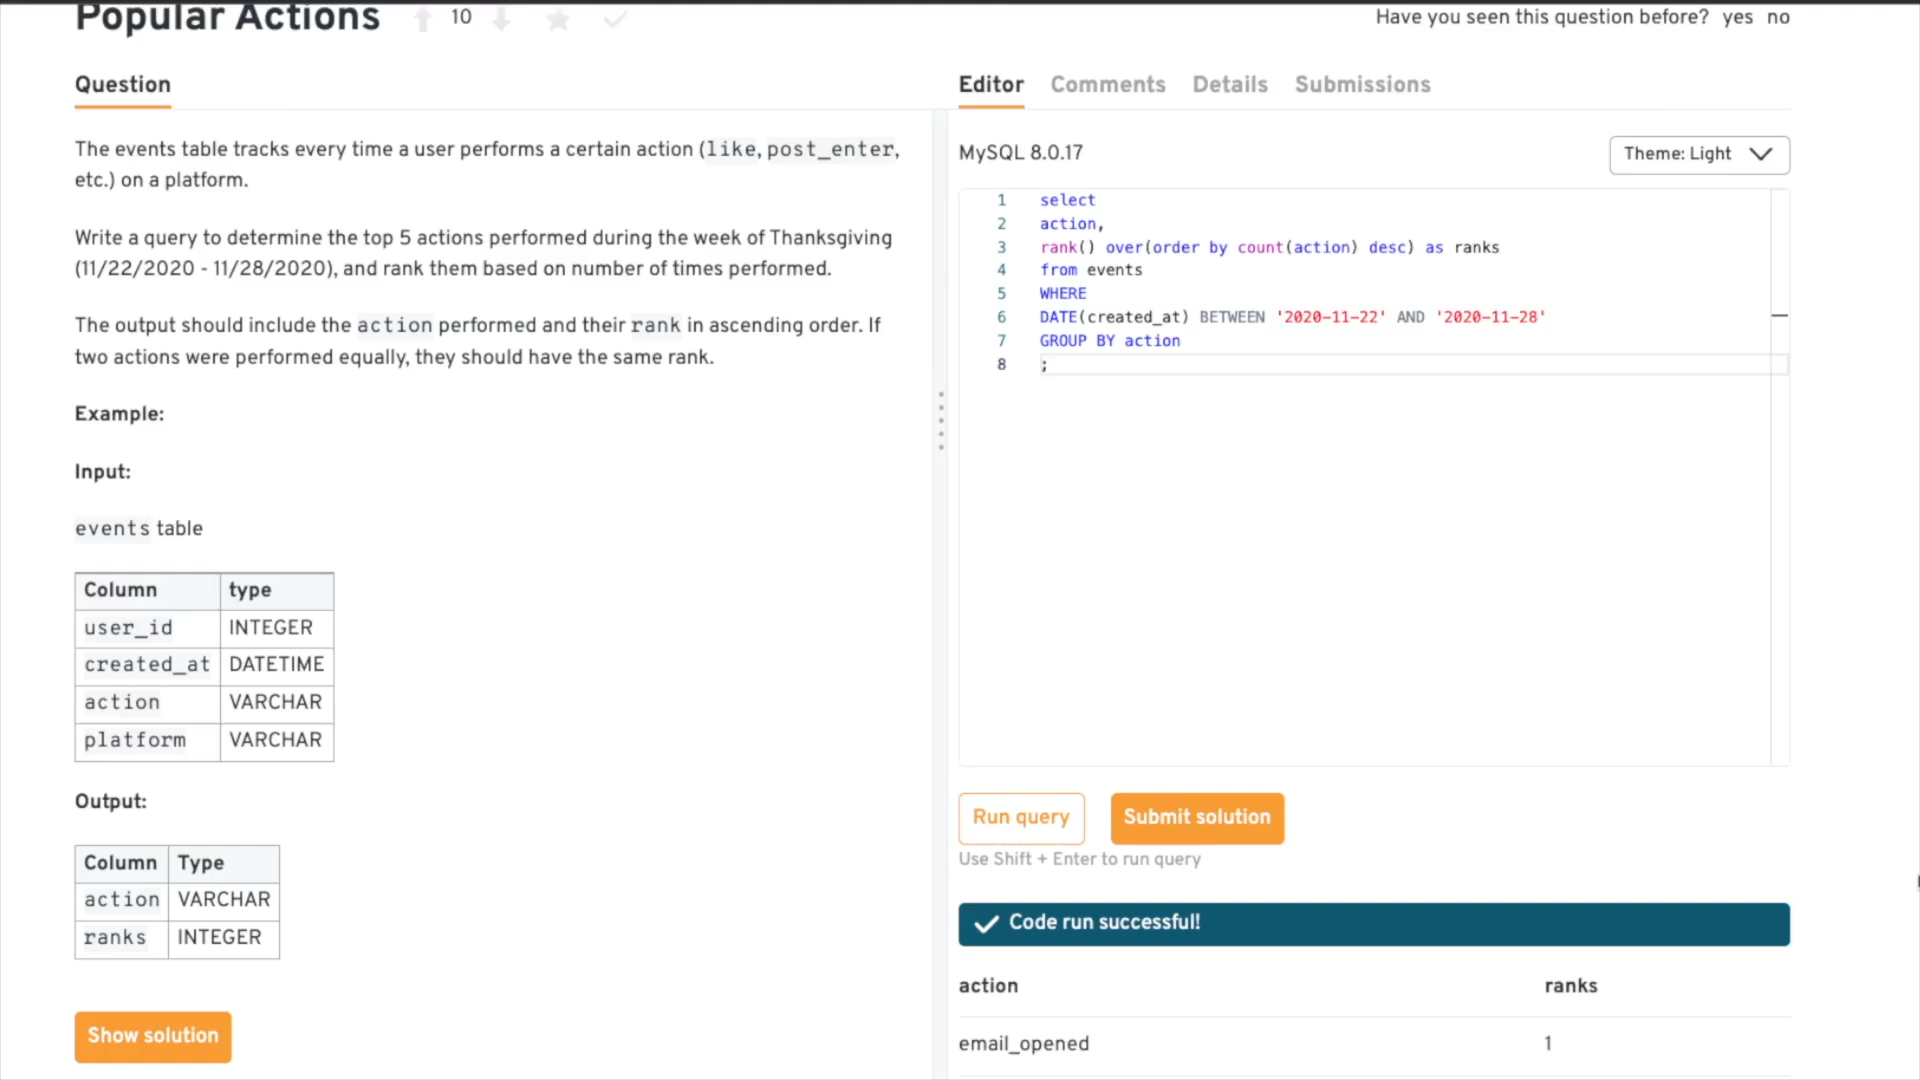 Popular Actions 10
Have you seen this question before? yes no
Question
The events table tracks every time a user performs a certain action (like, post_enter,
etc.) on a platform.
Write a query to determine the top 5 actions performed during the week of Thanksgiving
(11/22/2020 - 11/28/2020), and rank them based on number of times performed.
The output should include the action performed and their rank in ascending order. If
two actions were performed equally, they should have the same rank.
Example:
Input:
events table
Column type
user_id INTEGER
created_at DATETIME
action VARCHAR
platform VARCHAR
Output:
Column Type
action VARCHAR
ranks INTEGER
Show solution
Editor Comments Details Submissions
MySQL 8.0.17
Theme: Light
1 select
2 action,
3 rank() over(order by count(action) desc) as ranks
4 from events
5 WHERE
6 DATE(created_at) BETWEEN '2020-11-22' AND '2020-11-28'
7 GROUP BY action
8 ;
Run query Submit solution
Use Shift + Enter to run query
Code run successful!
action ranks
email_opened 1